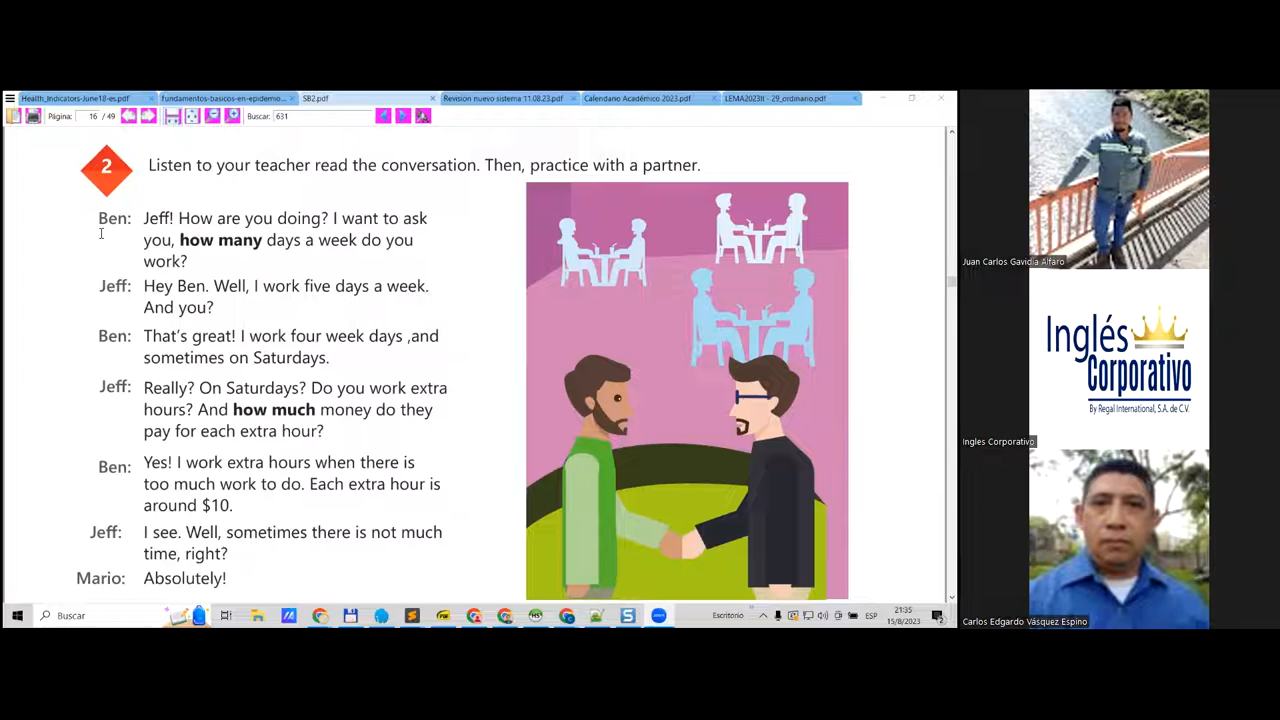 Health_Indicators-June18-es.pdf
fundamentos-basicos-en-epidemo...
SB2.pdf
Revision nuevo sistema 11.08.23.pdf
Calendario Académico 2023.pdf
LEMA2023II - 29_ordinario.pdf
Página: 16 / 49 Buscar: 631
2 Listen to your teacher read the conversation. Then, practice with a partner.
Ben: Jeff! How are you doing? I want to ask
you, how many days a week do you
work?
Jeff: Hey Ben. Well, I work five days a week.
And you?
Ben: That's great! I work four week days ,and
sometimes on Saturdays.
Jeff: Really? On Saturdays? Do you work extra
hours? And how much money do they
pay for each extra hour?
Ben: Yes! I work extra hours when there is
too much work to do. Each extra hour is
around $10.
Jeff: I see. Well, sometimes there is not much
time, right?
Mario: Absolutely!
Buscar
Escritorio
ESP
21:35
15/8/2023
Juan Carlos Gavidia Alfaro
Inglés
Corporativo
By Regal International, S.A. de C.V.
Ingles Corporativo
Carlos Edgardo Vásquez Espino